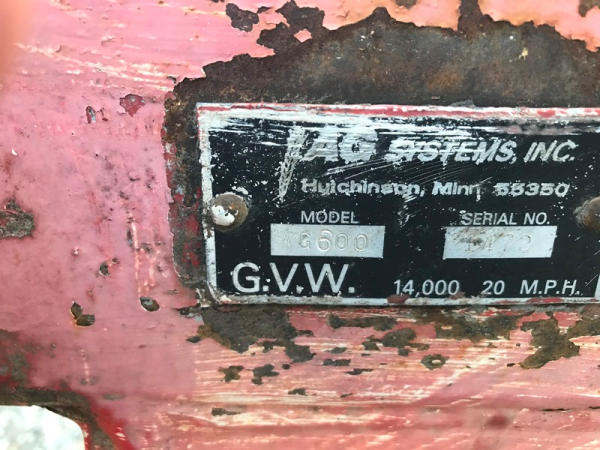 AG SYSTEMS, INC.
Hutchinson, Minn. 55350
MODEL SERIAL NO.
G600
G.V.W. 14,000 20 M.P.H.